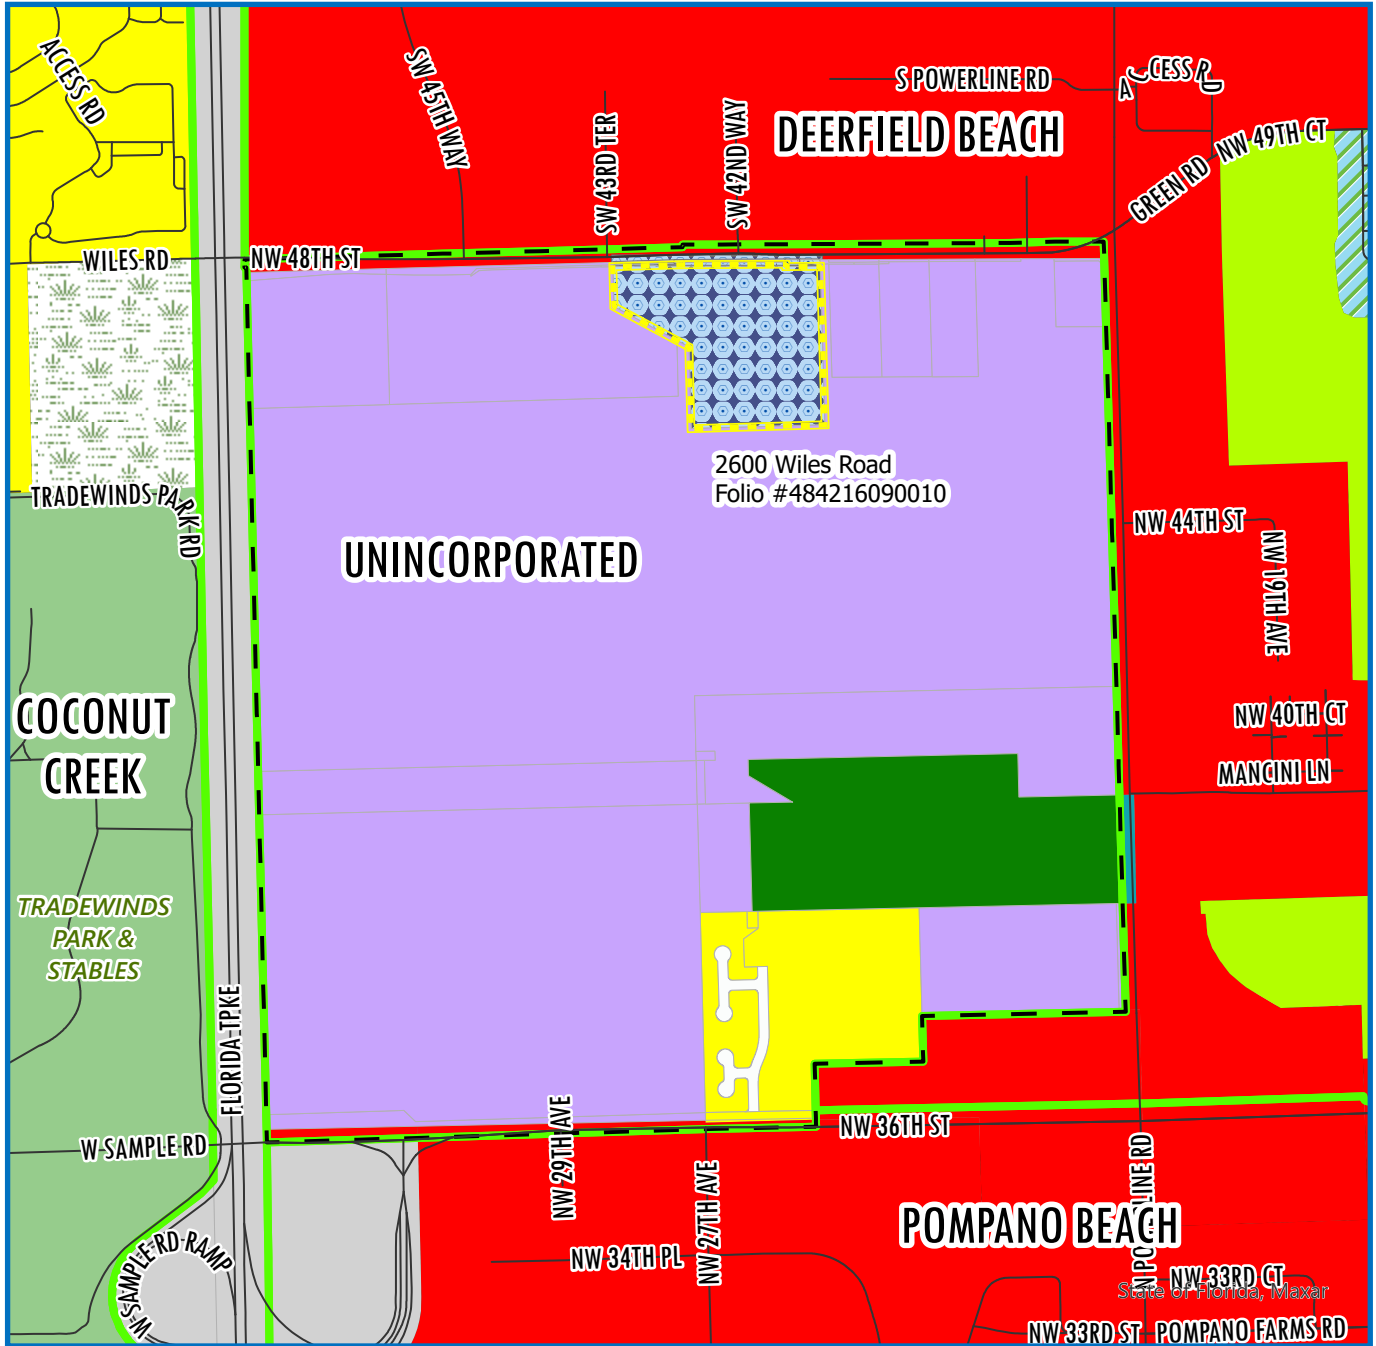 ACCESS RD
SW 45TH WAY
S POWERLINE RD
ACCESS RD
SW 43RD TER
SW 42ND WAY
DEERFIELD BEACH
NW 49TH CT
GREEN RD
WILES RD
NW 48TH ST
2600 Wiles Road
Folio #484216090010
TRADEWINDS PARK RD
NW 44TH ST
UNINCORPORATED
NW 19TH AVE
COCONUT
CREEK
NW 40TH CT
MANCINI LN
TRADEWINDS
PARK &
STABLES
FLORIDA TPKE
NW 29TH AVE
NW 36TH ST
W SAMPLE RD
NW 27TH AVE
N POWERLINE RD
POMPANO BEACH
W SAMPLE RD RAMP
NW 34TH PL
NW 33RD CT
State of Florida, Maxar
NW 33RD ST
POMPANO FARMS RD